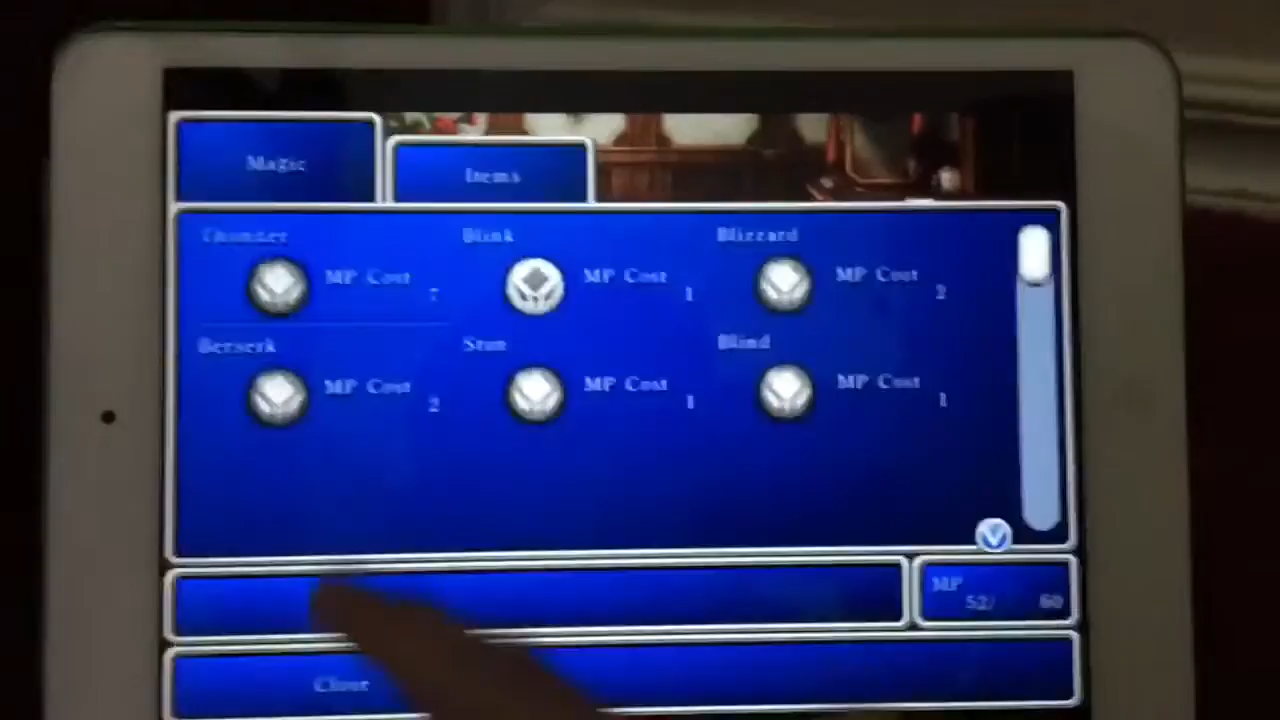 Magic
Items
Thunder
Blink
Blizzard
MP Cost 7
MP Cost 1
MP Cost 2
Berserk
Stun
Blind
MP Cost 2
MP Cost 1
MP Cost 1
MP
52/ 60
Close